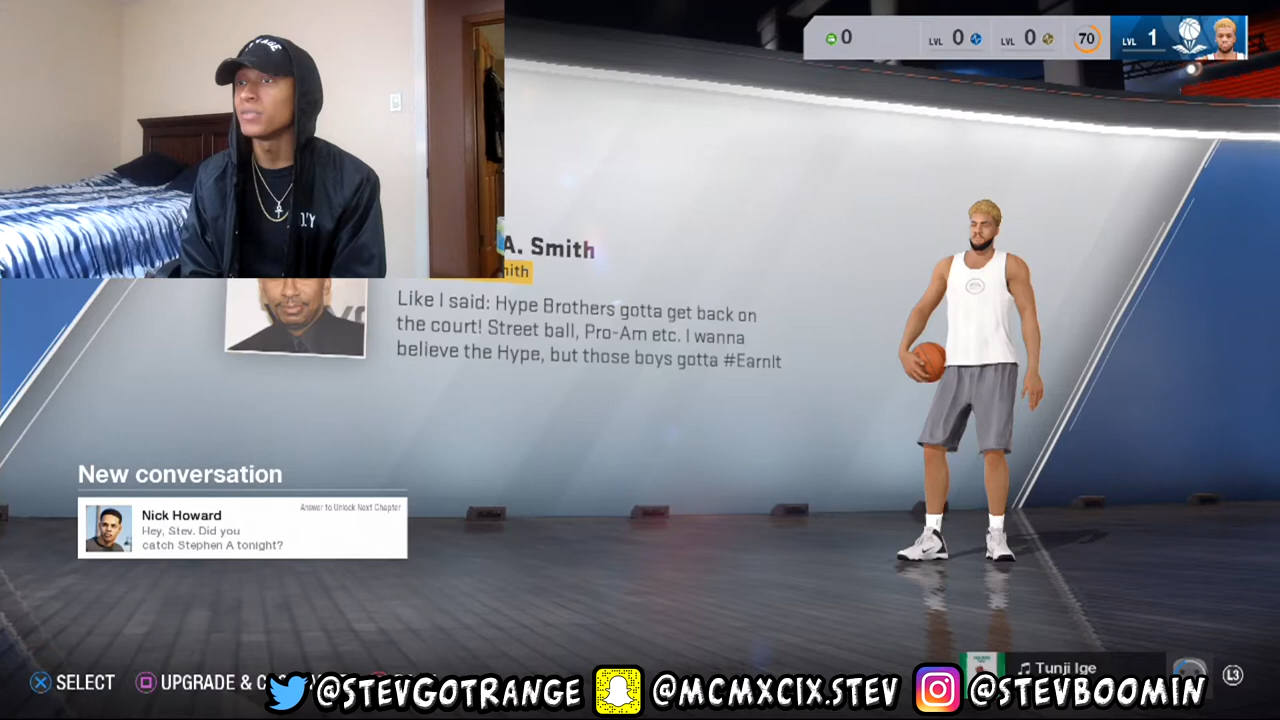 0
LVL 0
LVL 0
70
LVL 1
A. Smith
ith
Like I said: Hype Brothers gotta get back on
the court! Street ball, Pro-Am etc. I wanna
believe the Hype, but those boys gotta #EarnIt
New conversation
Nick Howard
Answer to Unlock Next Chapter
Hey, Stev. Did you
catch Stephen A tonight?
SELECT
UPGRADE & C
Tunji Ige
L3
@STEVGOTRANGE
@MCMXCIX.STEV
@STEVBOOMIN